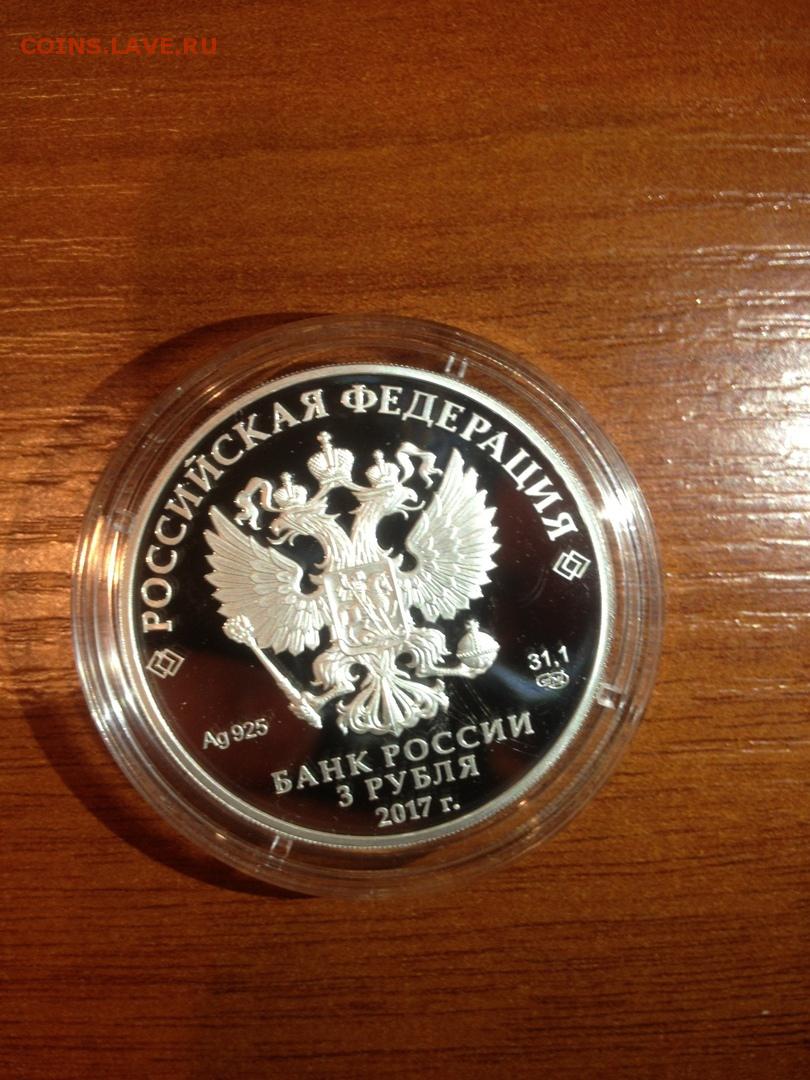 COINS.LAVE.RU
РОССИЙСКАЯ ФЕДЕРАЦИЯ
31,1
Ag 925
БАНК РОССИИ
3 РУБЛЯ
2017 г.